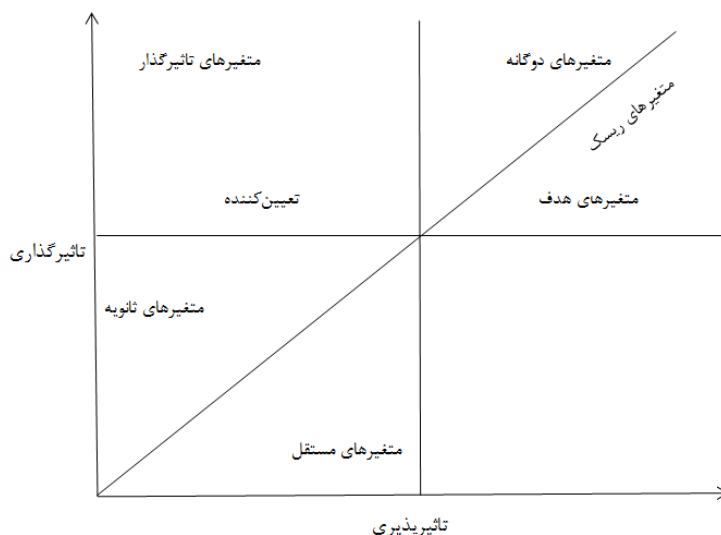 متغیرهای دوگانه
متغیرهای تاثیرگذار
متغیرهای ریسک
متغیرهای هدف
تعیین‌کننده
تاثیرگذاری
متغیرهای ثانویه
متغیرهای مستقل
تاثیرپذیری